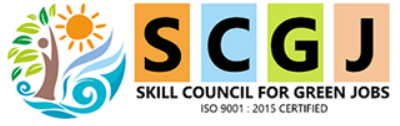 SCGJ
SKILL COUNCIL FOR GREEN JOBS
ISO 9001 : 2015 CERTIFIED